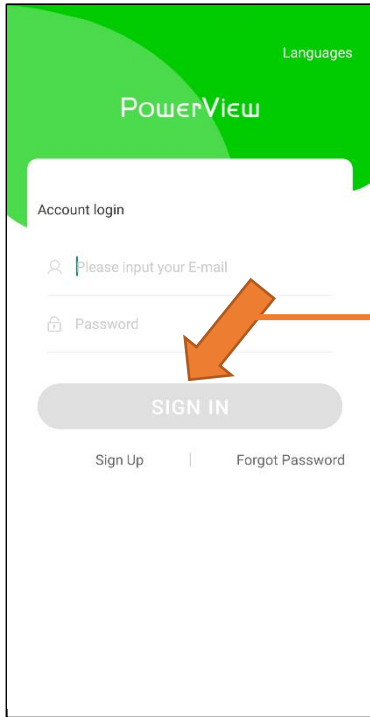 Languages
PowerView
Account login
Please input your E-mail
Password
SIGN IN
Sign Up | Forgot Password